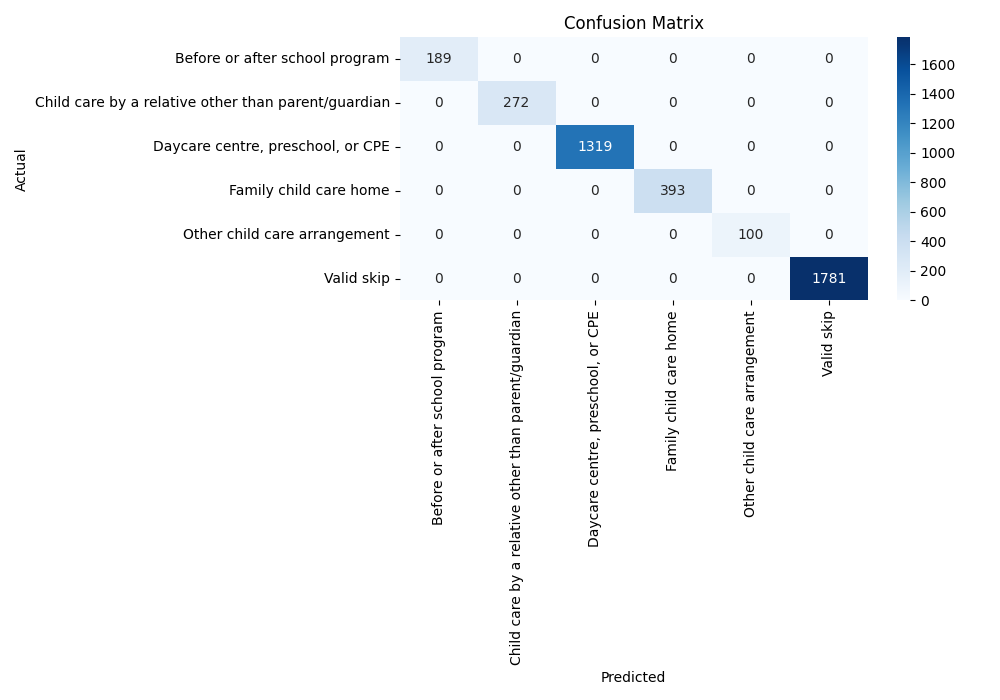 Confusion Matrix
Actual
Before or after school program 189 0 0 0 0 0
Child care by a relative other than parent/guardian 0 272 0 0 0 0
Daycare centre, preschool, or CPE 0 0 1319 0 0 0
Family child care home 0 0 0 393 0 0
Other child care arrangement 0 0 0 0 100 0
Valid skip 0 0 0 0 0 1781
Before or after school program
Child care by a relative other than parent/guardian
Daycare centre, preschool, or CPE
Family child care home
Other child care arrangement
Valid skip
Predicted
1600
1400
1200
1000
800
600
400
200
0